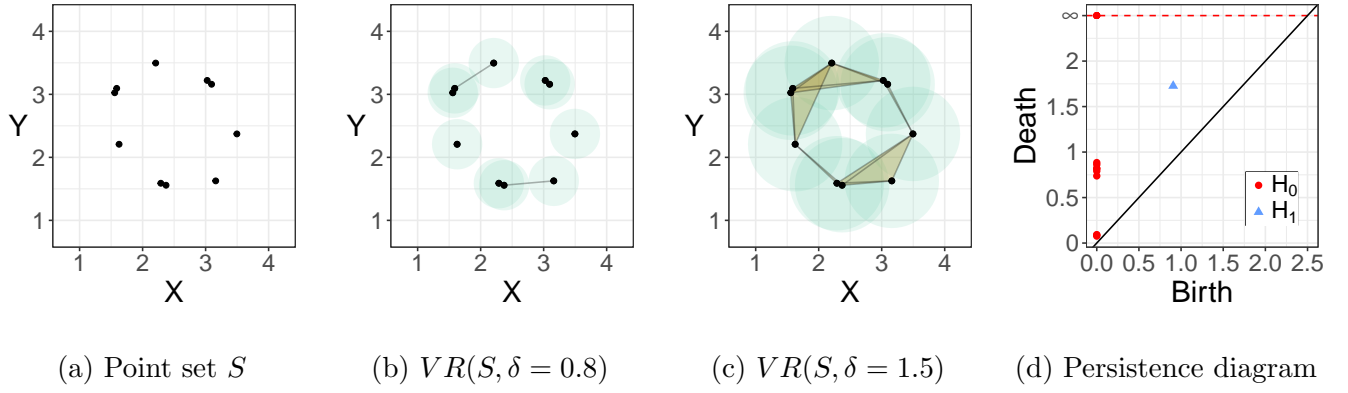 4
3
2
1
Y
1 2 3 4
X
(a) Point set S
4
3
2
1
Y
1 2 3 4
X
(b) VR(S, δ = 0.8)
4
3
2
1
Y
1 2 3 4
X
(c) VR(S, δ = 1.5)
∞
2
1.5
1
0.5
0
Death
H₀
H₁
0.0 0.5 1.0 1.5 2.0 2.5
Birth
(d) Persistence diagram